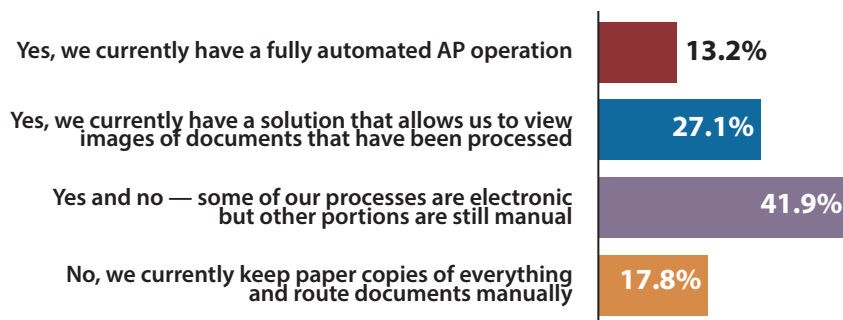 Yes, we currently have a fully automated AP operation
13.2%
Yes, we currently have a solution that allows us to view
images of documents that have been processed
27.1%
Yes and no — some of our processes are electronic
but other portions are still manual
41.9%
No, we currently keep paper copies of everything
and route documents manually
17.8%